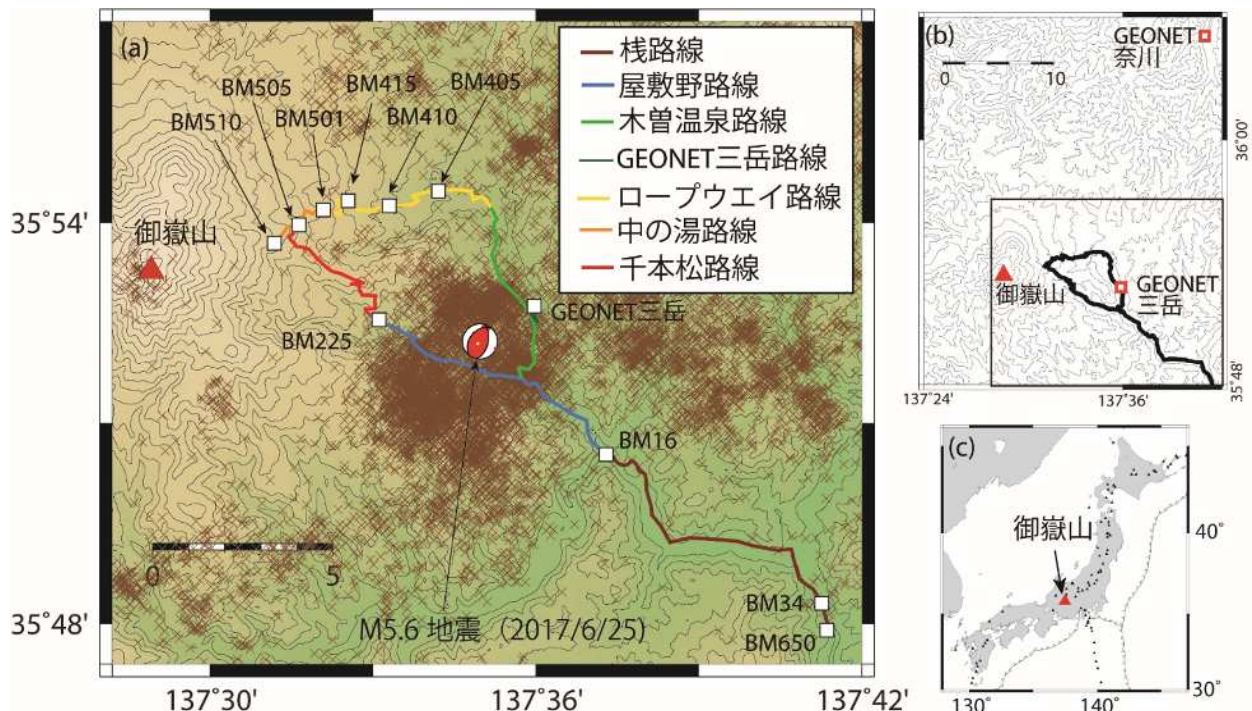 (a)
BM505
BM415
BM405
BM510
BM501
BM410
桟路線
屋敷野路線
木曽温泉路線
GEONET三岳路線
ロープウエイ路線
中の湯路線
千本松路線
35˚54'
御嶽山
BM225
GEONET三岳
BM16
0
5
M5.6 地震（2017/6/25)
BM34
BM650
35˚48'
137˚30'
137˚36'
137˚42'
(b)
GEONET
奈川
0
10
36˚00'
御嶽山
GEONET
三岳
35˚48'
137˚24'
137˚36'
(c)
御嶽山
40˚
30˚
130˚
140˚